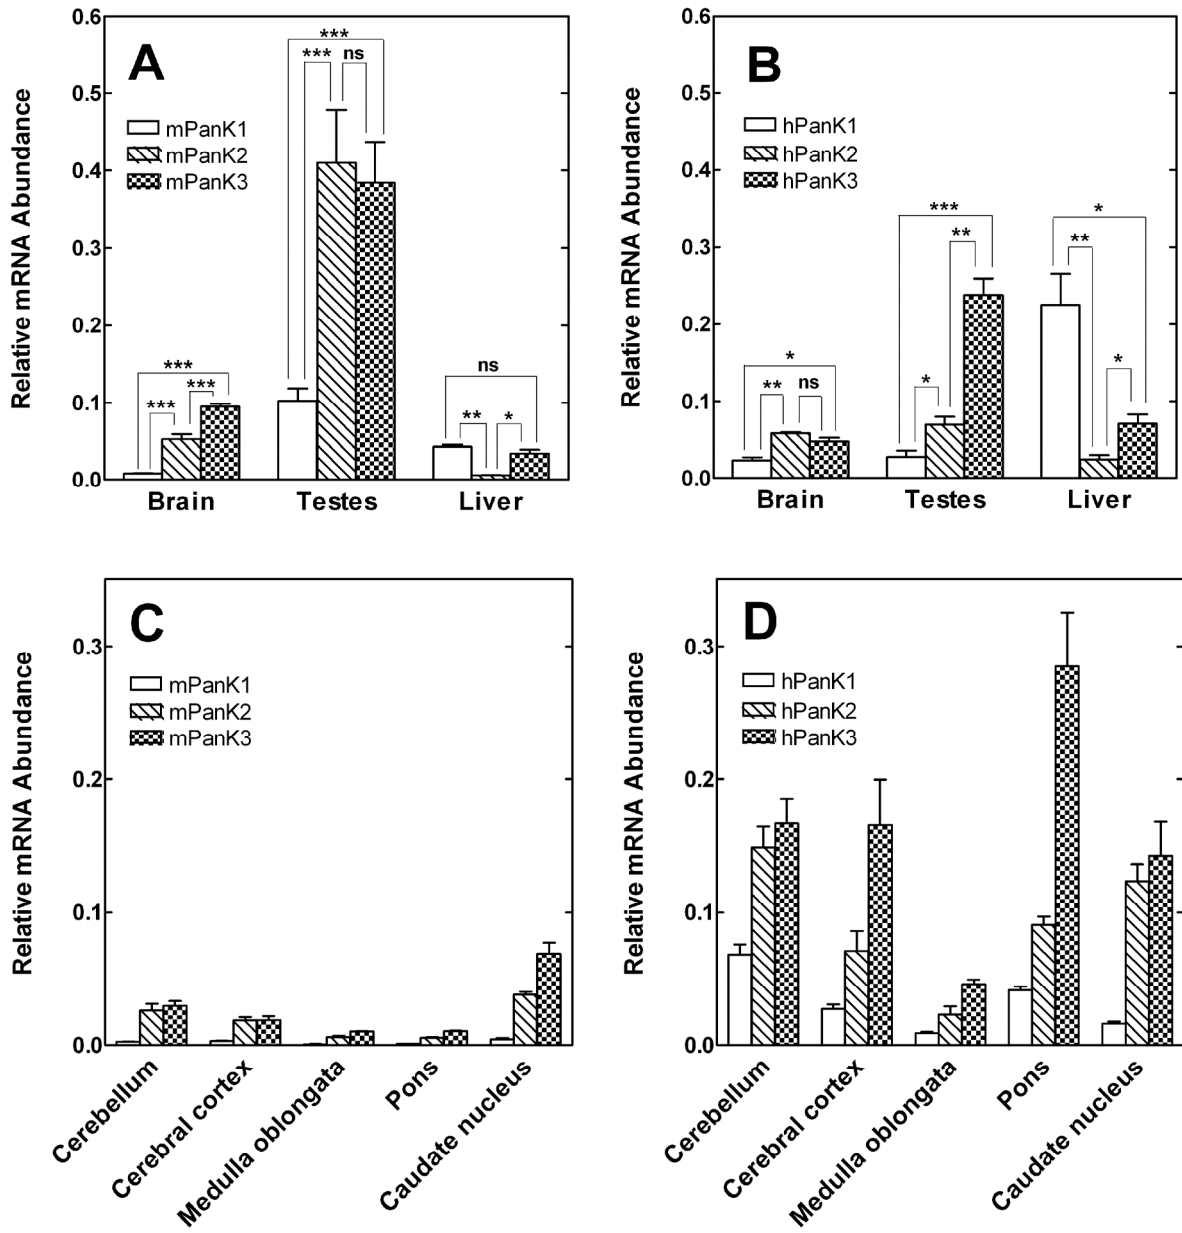 A
Relative mRNA Abundance
0.6
0.5
0.4
0.3
0.2
0.1
0.0
mPanK1
mPanK2
mPanK3
***
*** ns
***
***
***
***
ns
**
*
Brain Testes Liver
B
Relative mRNA Abundance
0.6
0.5
0.4
0.3
0.2
0.1
0.0
hPanK1
hPanK2
hPanK3
*
** ns
***
**
*
*
**
*
Brain Testes Liver
C
Relative mRNA Abundance
0.3
0.2
0.1
0.0
mPanK1
mPanK2
mPanK3
Cerebellum
Cerebral cortex
Medulla oblongata
Pons
Caudate nucleus
D
Relative mRNA Abundance
0.3
0.2
0.1
0.0
hPanK1
hPanK2
hPanK3
Cerebellum
Cerebral cortex
Medulla oblongata
Pons
Caudate nucleus